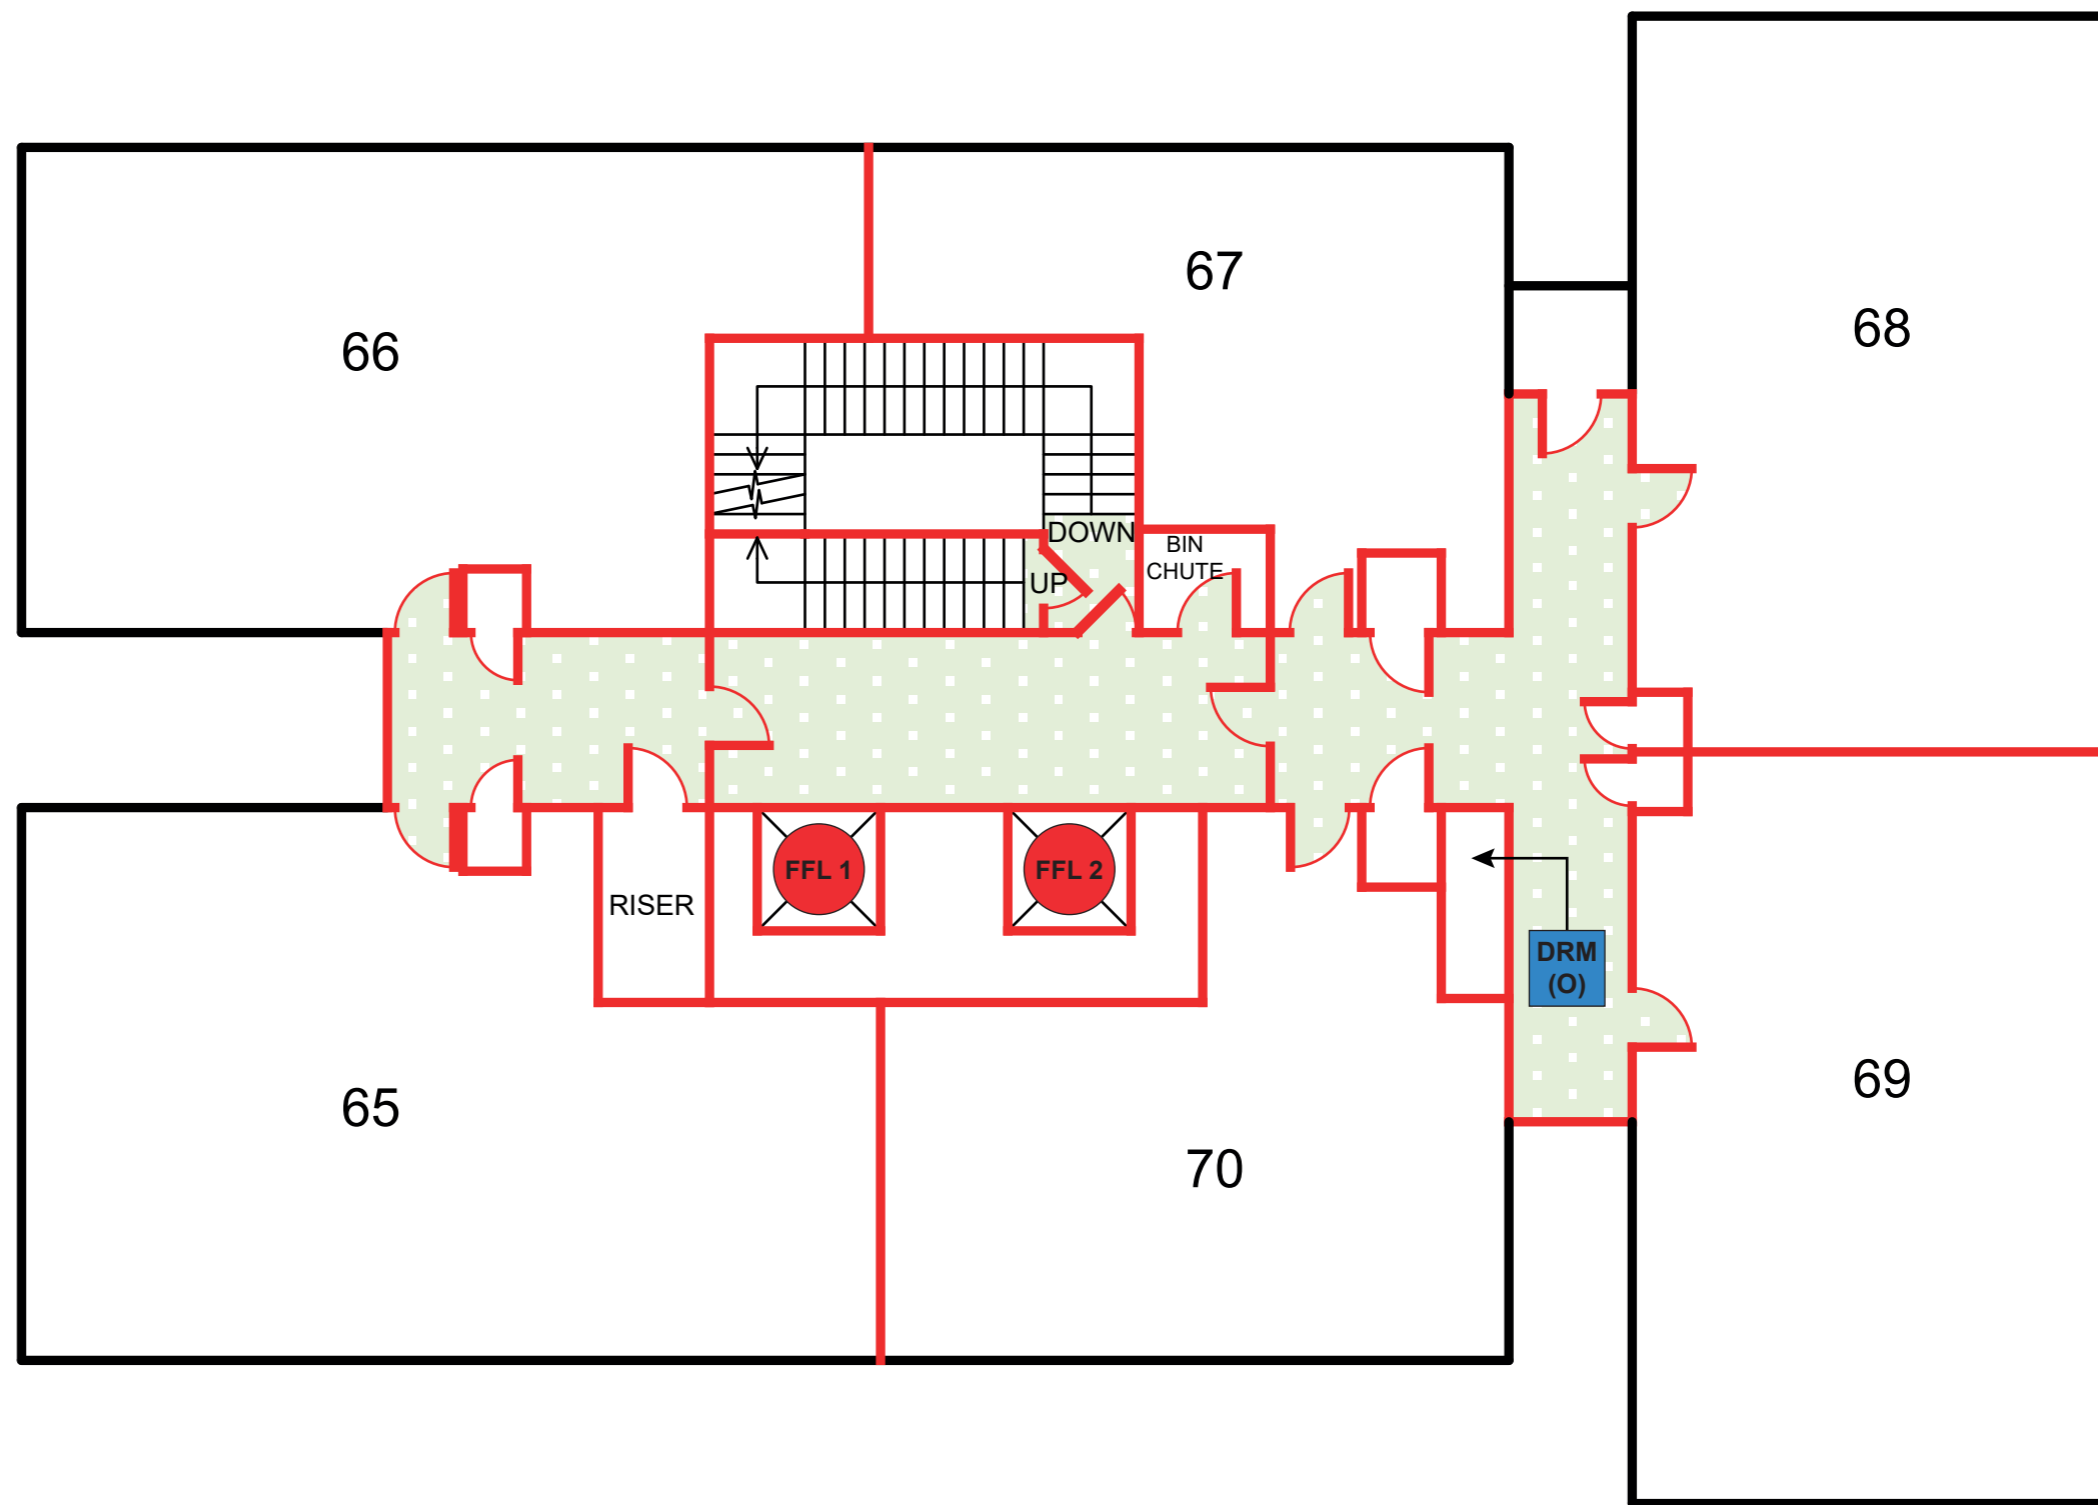 67
68
66
DOWN
BIN
CHUTE
UP
FFL 1
FFL 2
RISER
DRM
(O)
69
65
70